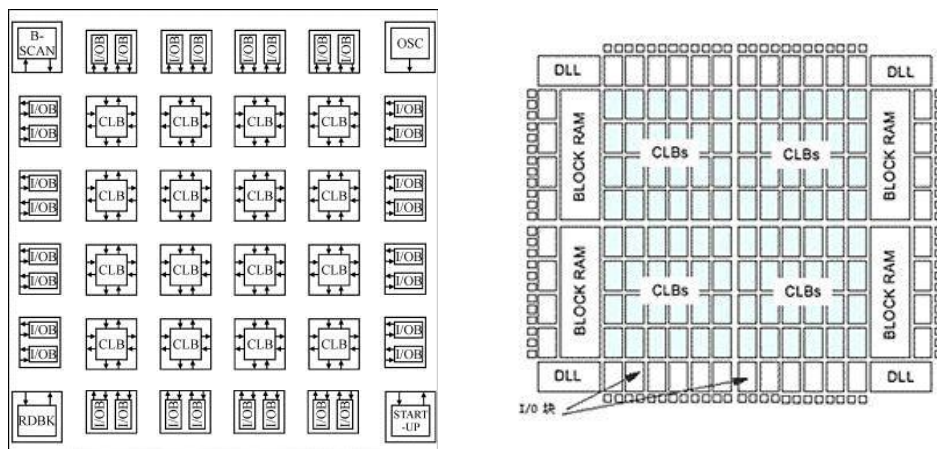 B-
SCAN
I/OB I/OB I/OB I/OB I/OB I/OB I/OB I/OB
OSC
I/OB
I/OB
CLB CLB CLB CLB
I/OB
I/OB
I/OB
I/OB
CLB CLB CLB CLB
I/OB
I/OB
I/OB
I/OB
CLB CLB CLB CLB
I/OB
I/OB
I/OB
I/OB
CLB CLB CLB CLB
I/OB
I/OB
RDBK
I/OB I/OB I/OB I/OB I/OB I/OB I/OB I/OB
START
-UP
DLL DLL
BLOCK RAM CLBs CLBs BLOCK RAM
BLOCK RAM CLBs CLBs BLOCK RAM
DLL DLL
I/O 块